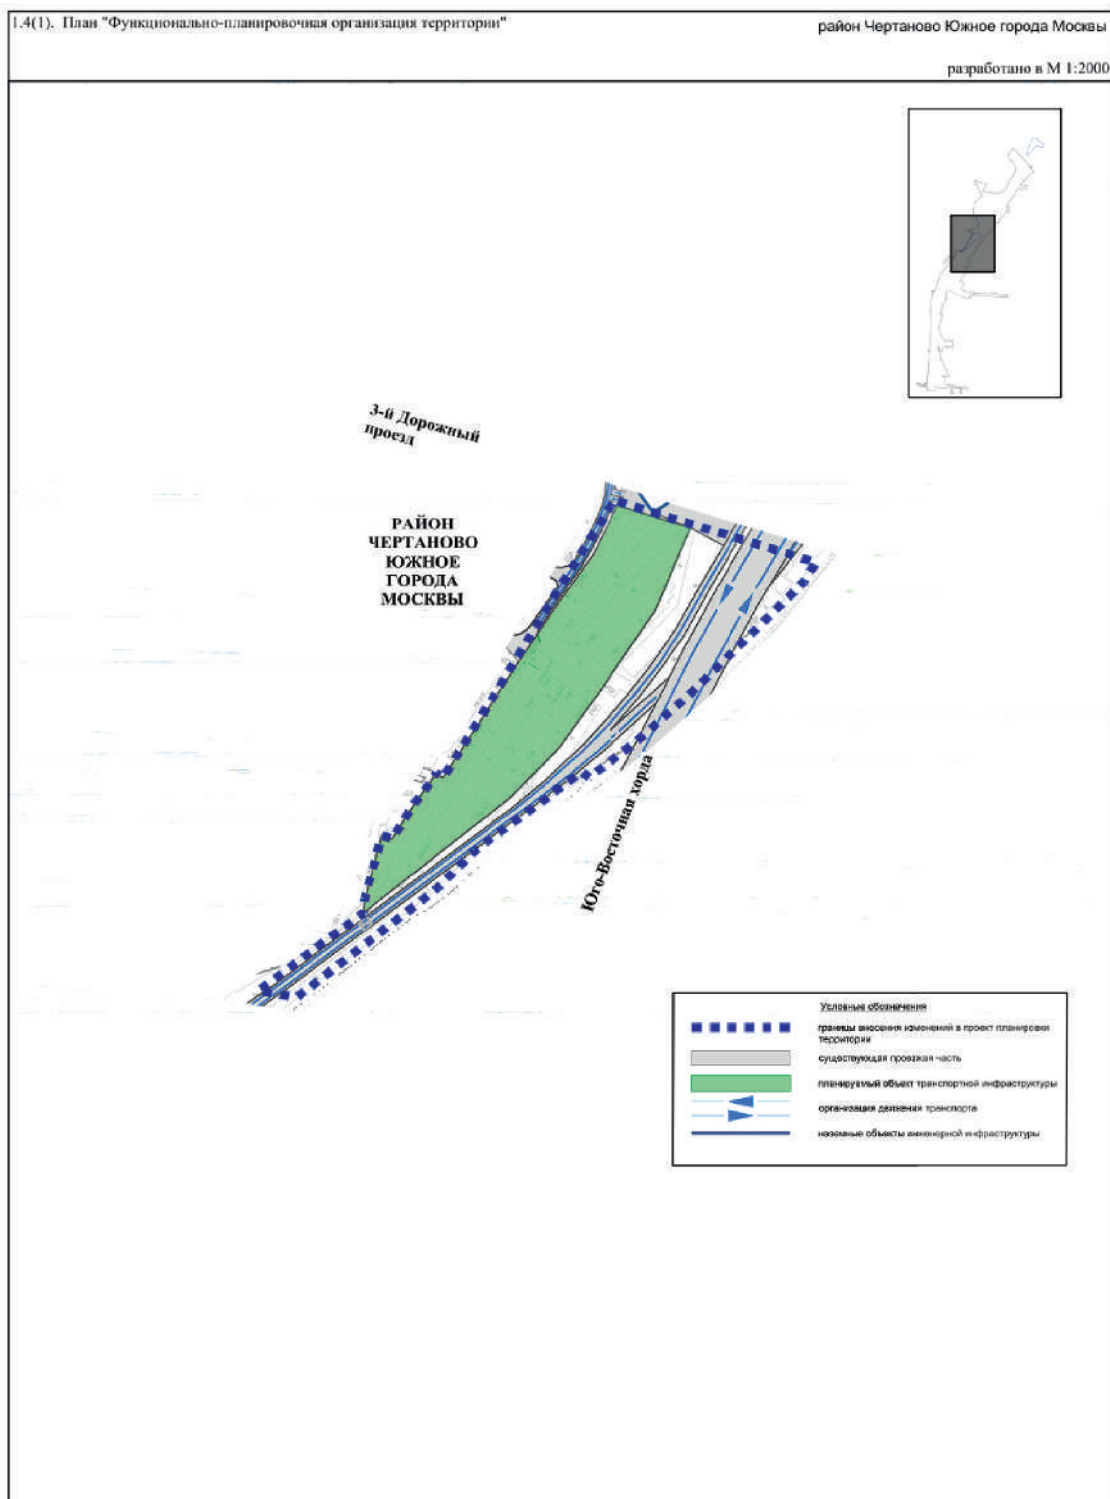 1.4(1). План "Функционально-планировочная организация территории"
район Чертаново Южное города Москвы
разработано в М 1:2000
3-й Дорожный
проезд
РАЙОН
ЧЕРТАНОВО
ЮЖНОЕ
ГОРОДА
МОСКВЫ
Юго-Восточная хорда
Условные обозначения
границы внесения изменений в проект планировки
территории
существующая проезжая часть
планируемый объект транспортной инфраструктуры
организация движения транспорта
наземные объекты инженерной инфраструктуры